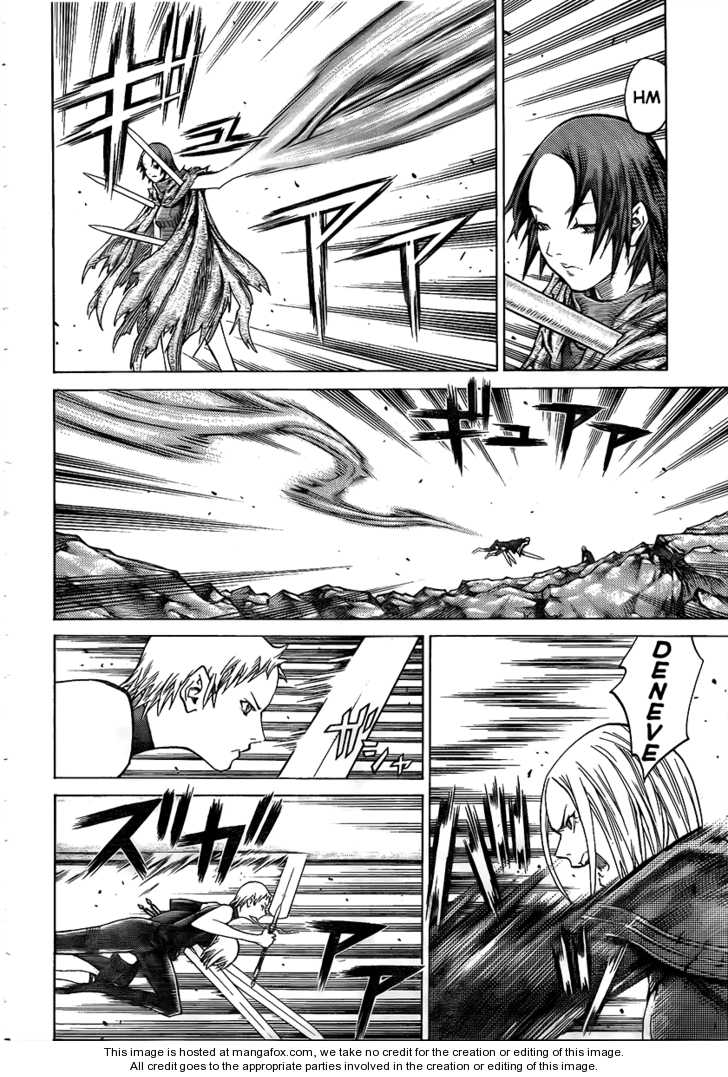 HM
ギュアア
ギュアア
DENEVE
ガシャ
ズガ
アア
This image is hosted at mangafox.com, we take no credit for the creation or editing of this image.
All credit goes to the appropriate parties involved in the creation or editing of this image.